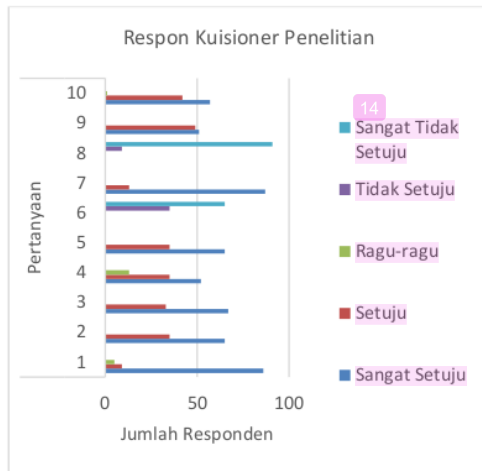 Respon Kuisioner Penelitian
Pertanyaan
10
9
8
7
6
5
4
3
2
1
0
50
100
Jumlah Responden
14
Sangat Tidak
Setuju
Tidak Setuju
Ragu-ragu
Setuju
Sangat Setuju